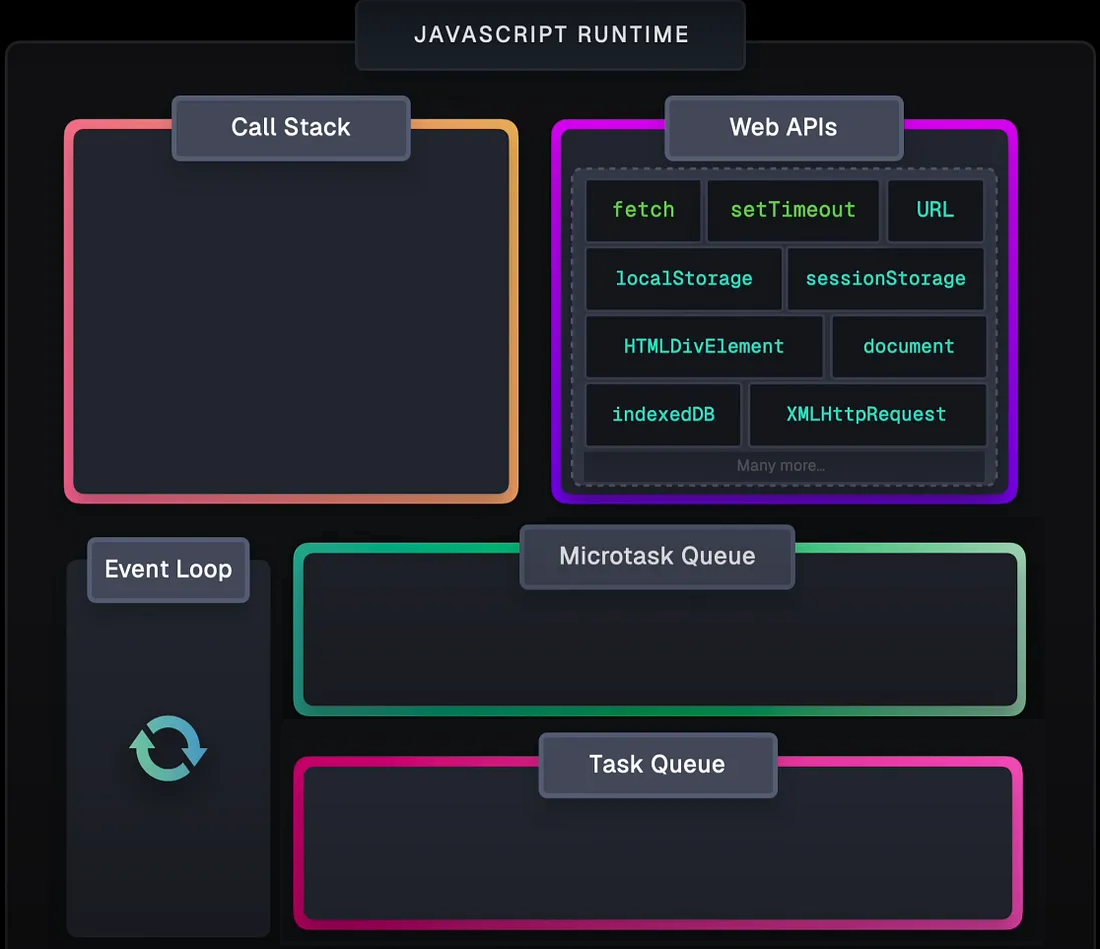 JAVASCRIPT RUNTIME
Call Stack
Web APIs
fetch
setTimeout
URL
localStorage
sessionStorage
HTMLDivElement
document
indexedDB
XMLHttpRequest
Many more...
Event Loop
Microtask Queue
Task Queue